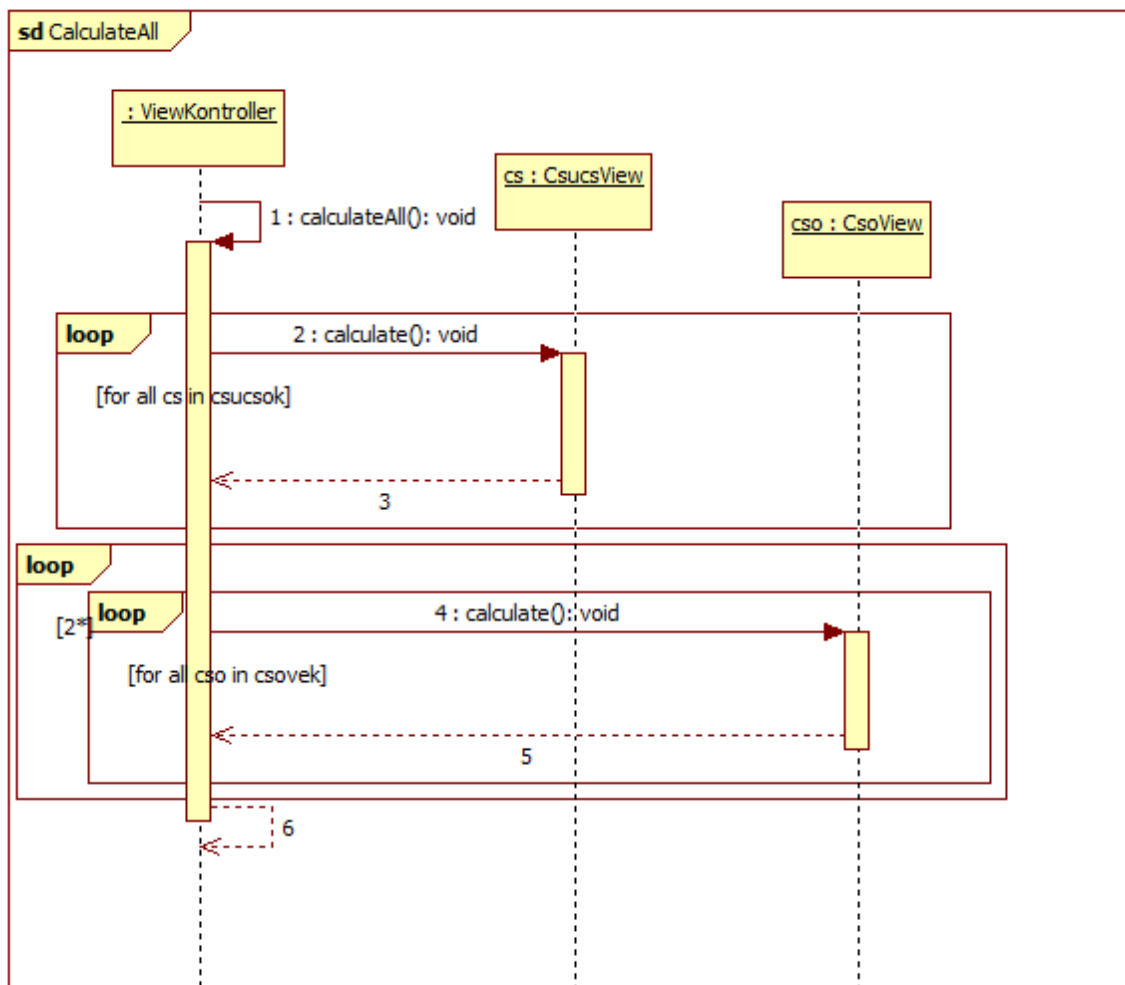 sd CalculateAll
: ViewKontroller
cs : CsucsView
cso : CsoView
1 : calculateAll(): void
loop
2 : calculate(): void
[for all cs in csucsok]
3
loop
[2*]
loop
4 : calculate(): void
[for all cso in csovek]
5
6